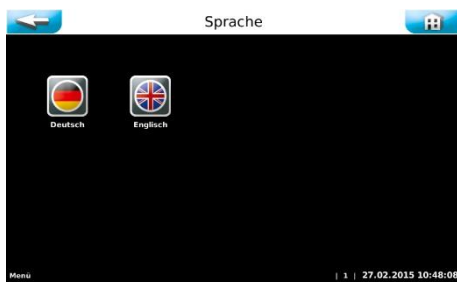 Sprache
Deutsch Englisch
Menü | 1 | 27.02.2015 10:48:08